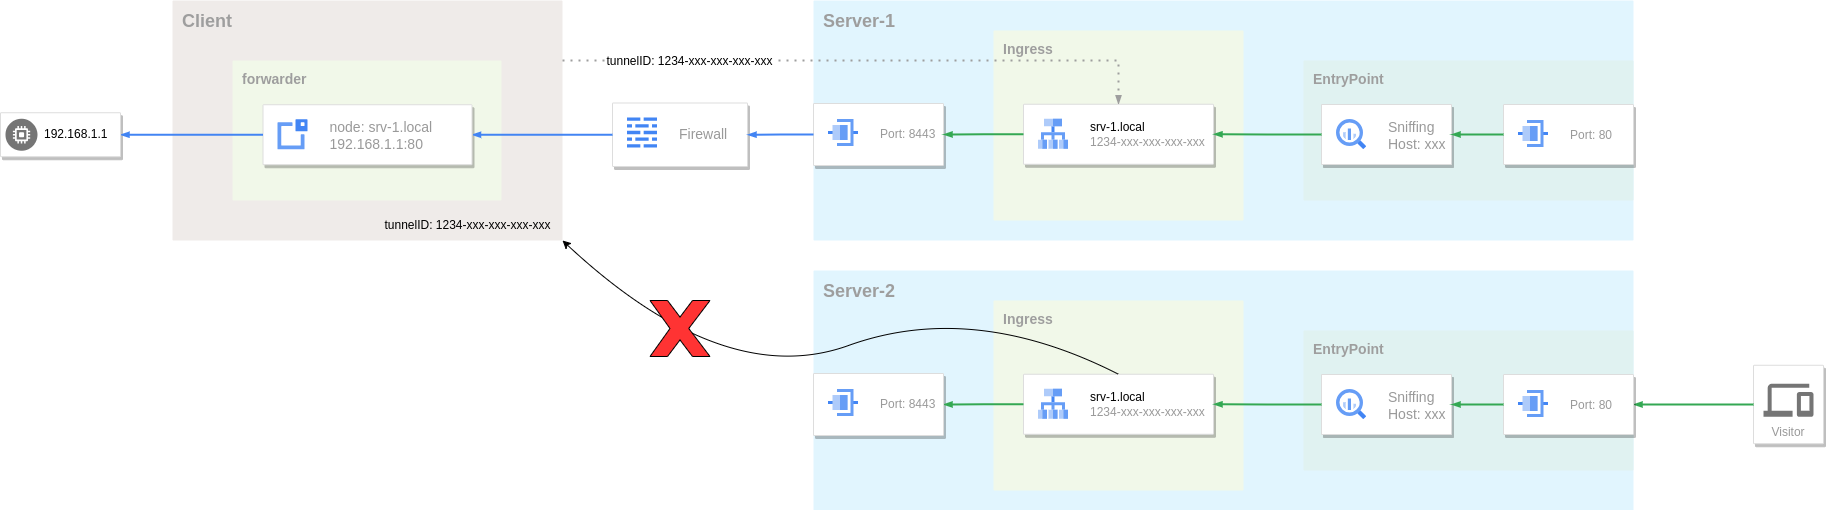 Client
forwarder
192.168.1.1
node: srv-1.local
192.168.1.1:80
tunnelID: 1234-xxx-xxx-xxx-xxx
tunnelID: 1234-xxx-xxx-xxx-xxx
Firewall
Server-1
Port: 8443
Ingress
srv-1.local
1234-xxx-xxx-xxx-xxx
EntryPoint
Sniffing
Host: xxx
Port: 80
Server-2
Port: 8443
Ingress
srv-1.local
1234-xxx-xxx-xxx-xxx
EntryPoint
Sniffing
Host: xxx
Port: 80
Visitor